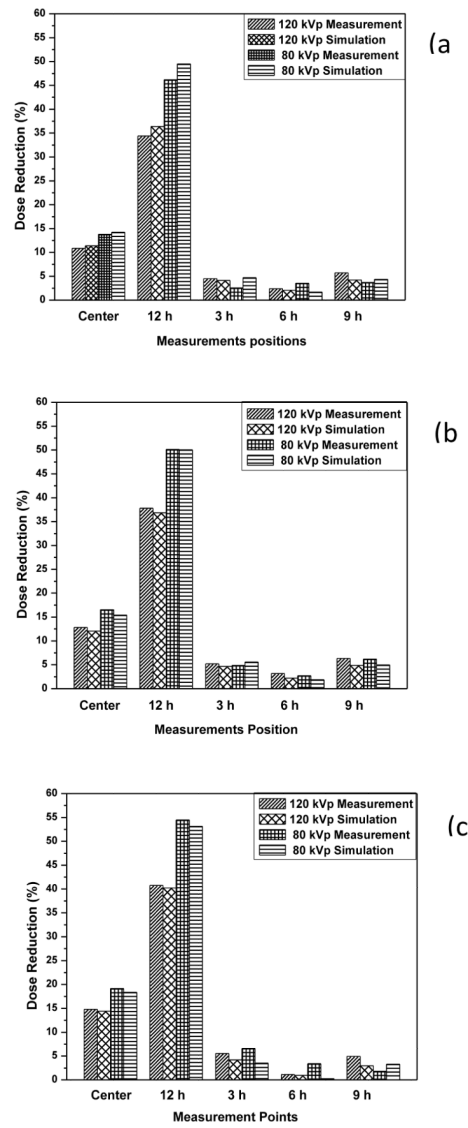 60
55
50
45
40
35
30
25
20
15
10
5
0
Dose Reduction (%)
120 kVp Measurement
120 kVp Simulation
80 kVp Measurement
80 kVp Simulation
(a
Center 12 h 3 h 6 h 9 h
Measurements positions
60
55
50
45
40
35
30
25
20
15
10
5
0
Dose Reduction (%)
120 kVp Measurement
120 kVp Simulation
80 kVp Measurement
80 kVp Simulation
(b
Center 12 h 3 h 6 h 9 h
Measurements Position
60
55
50
45
40
35
30
25
20
15
10
5
0
Dose Reduction (%)
120 kVp Measurement
120 kVp Simulation
80 kVp Measurement
80 kVp Simulation
(c
Center 12 h 3 h 6 h 9 h
Measurement Points